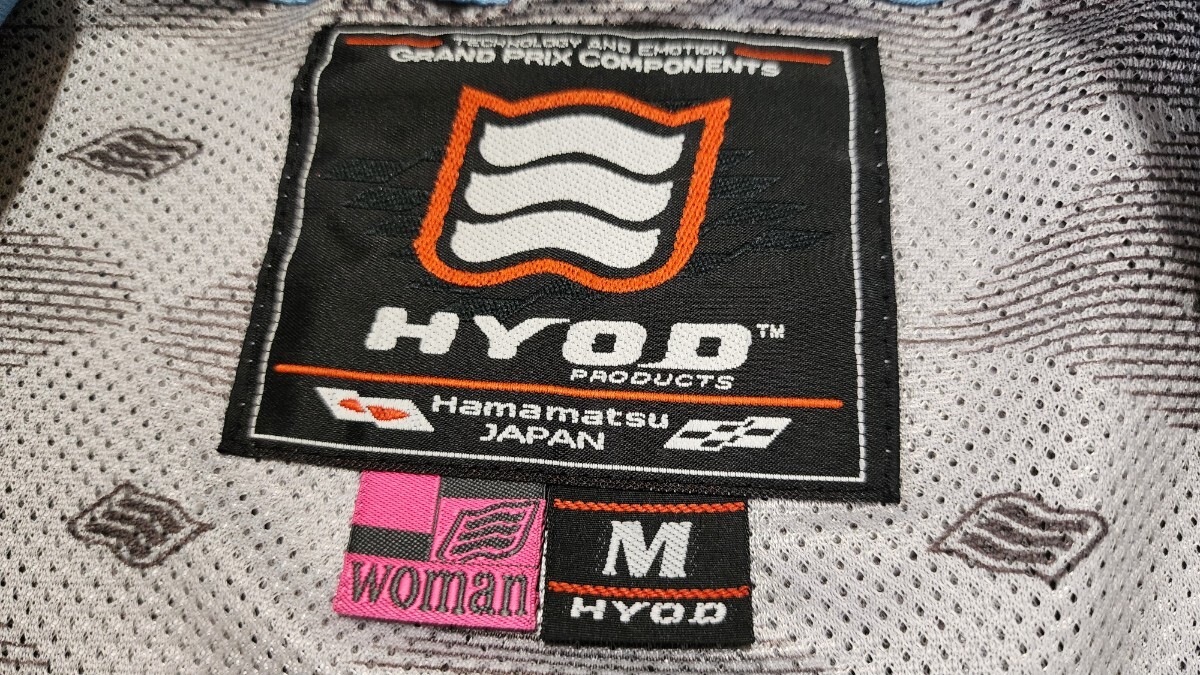 TECHNOLOGY AND EMOTION
GRAND PRIX COMPONENTS
HYOD™
PRODUCTS
Hamamatsu
JAPAN
woman
M
HYOD